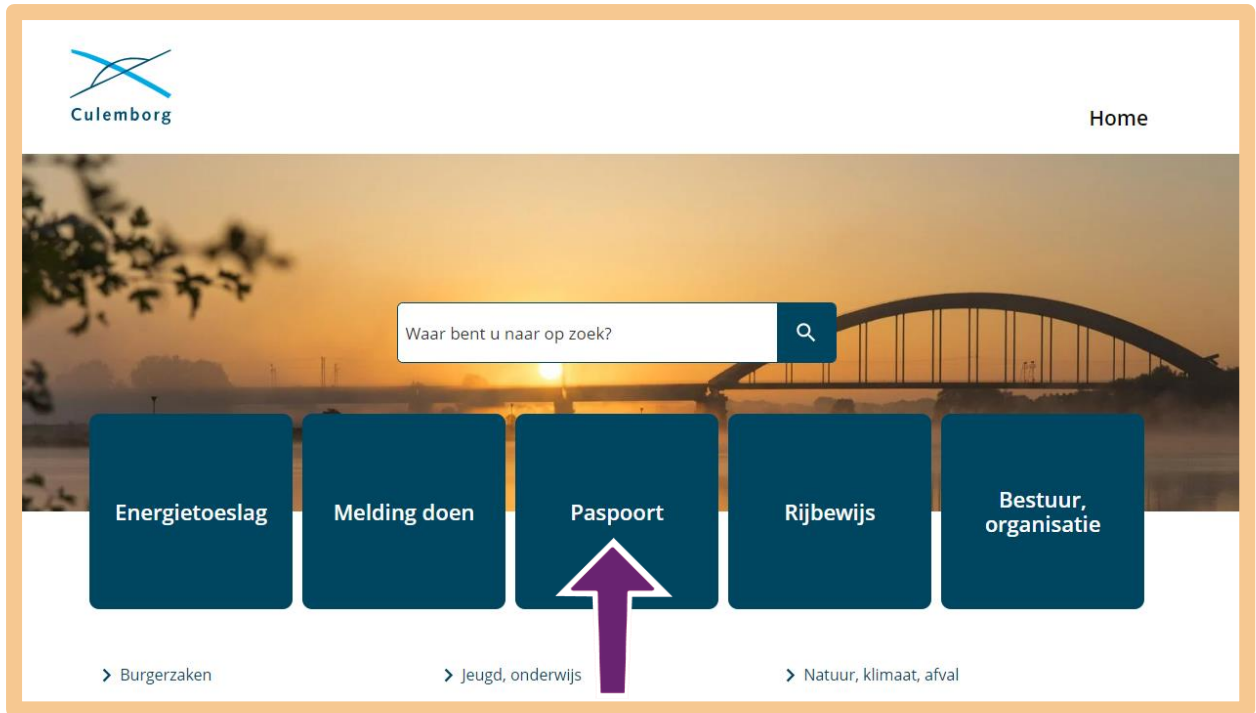 Culemborg
Home
Waar bent u naar op zoek?
Energietoeslag
Melding doen
Paspoort
Rijbewijs
Bestuur,
organisatie
Burgerzaken
Jeugd, onderwijs
Natuur, klimaat, afval